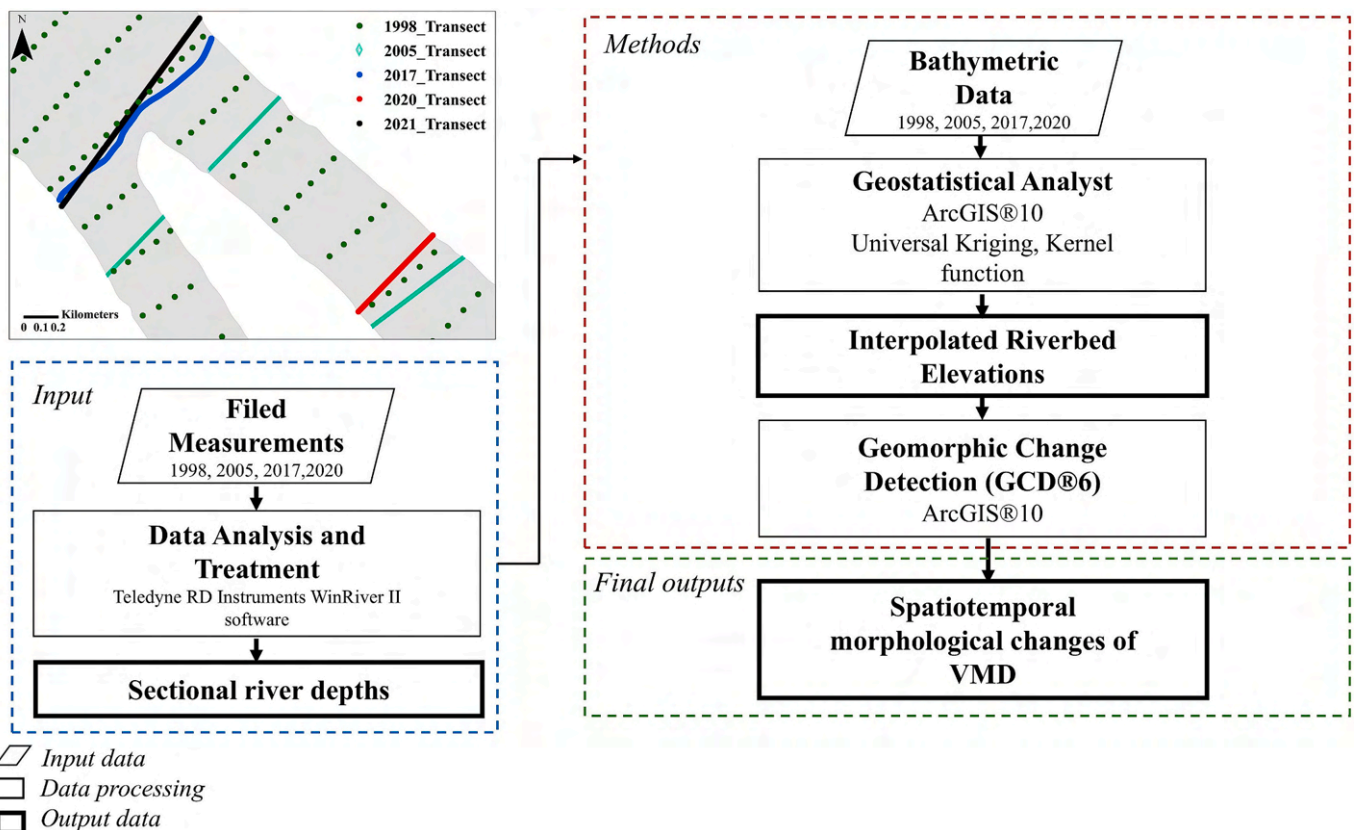 N
1998_Transect
2005_Transect
2017_Transect
2020_Transect
2021_Transect
Kilometers
0 0.1 0.2
Input
Filed
Measurements
1998, 2005, 2017,2020
Data Analysis and
Treatment
Teledyne RD Instruments WinRiver II
software
Sectional river depths
Input data
Data processing
Output data
Methods
Bathymetric
Data
1998, 2005, 2017,2020
Geostatistical Analyst
ArcGIS®10
Universal Kriging, Kernel
function
Interpolated Riverbed
Elevations
Geomorphic Change
Detection (GCD®6)
ArcGIS®10
Final outputs
Spatiotemporal
morphological changes of
VMD